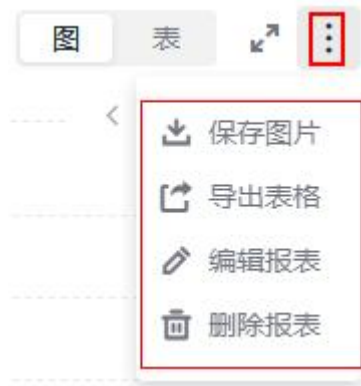 图 表
保存图片
导出表格
编辑报表
删除报表